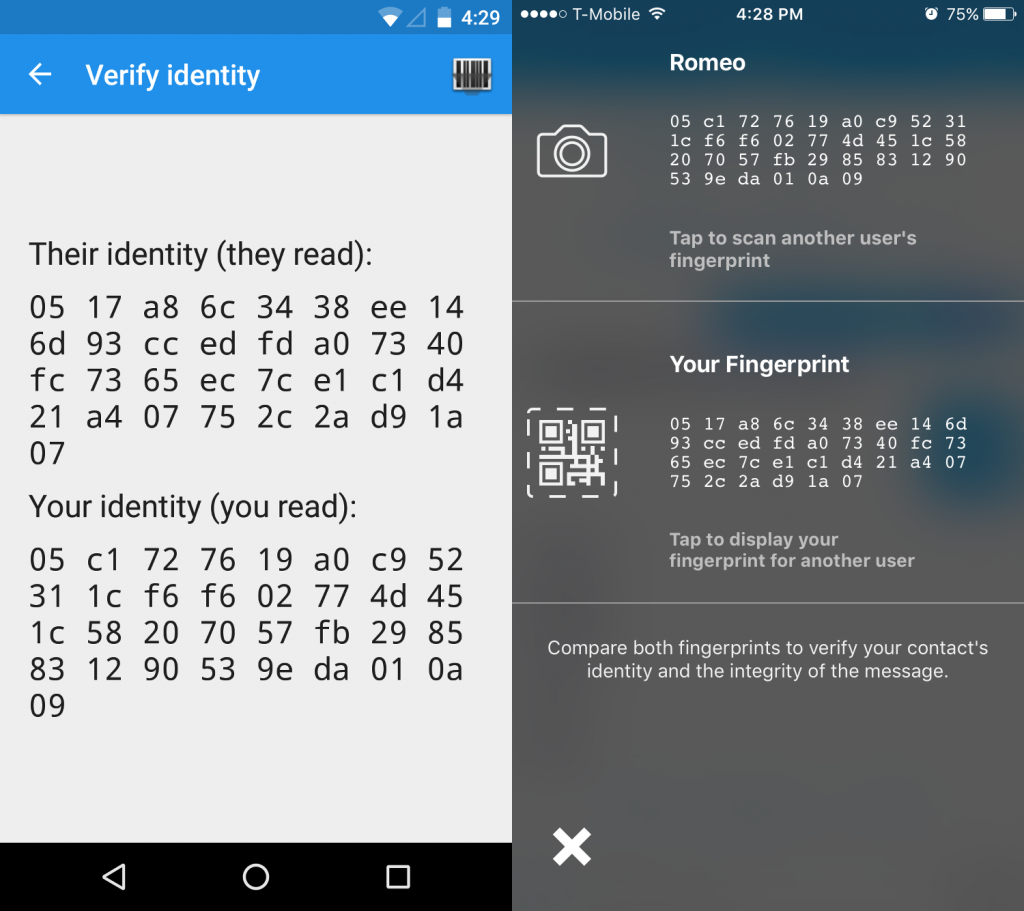 4:29
Verify identity
Their identity (they read):
05 17 a8 6c 34 38 ee 14
6d 93 cc ed fd a0 73 40
fc 73 65 ec 7c e1 c1 d4
21 a4 07 75 2c 2a d9 1a
07
Your identity (you read):
05 c1 72 76 19 a0 c9 52
31 1c f6 f6 02 77 4d 45
1c 58 20 70 57 fb 29 85
83 12 90 53 9e da 01 0a
09
T-Mobile 4:28 PM 75%
Romeo
05 c1 72 76 19 a0 c9 52 31
1c f6 f6 02 77 4d 45 1c 58
20 70 57 fb 29 85 83 12 90
53 9e da 01 0a 09
Tap to scan another user's
fingerprint
Your Fingerprint
05 17 a8 6c 34 38 ee 14 6d
93 cc ed fd a0 73 40 fc 73
65 ec 7c e1 c1 d4 21 a4 07
75 2c 2a d9 1a 07
Tap to display your
fingerprint for another user
Compare both fingerprints to verify your contact's
identity and the integrity of the message.